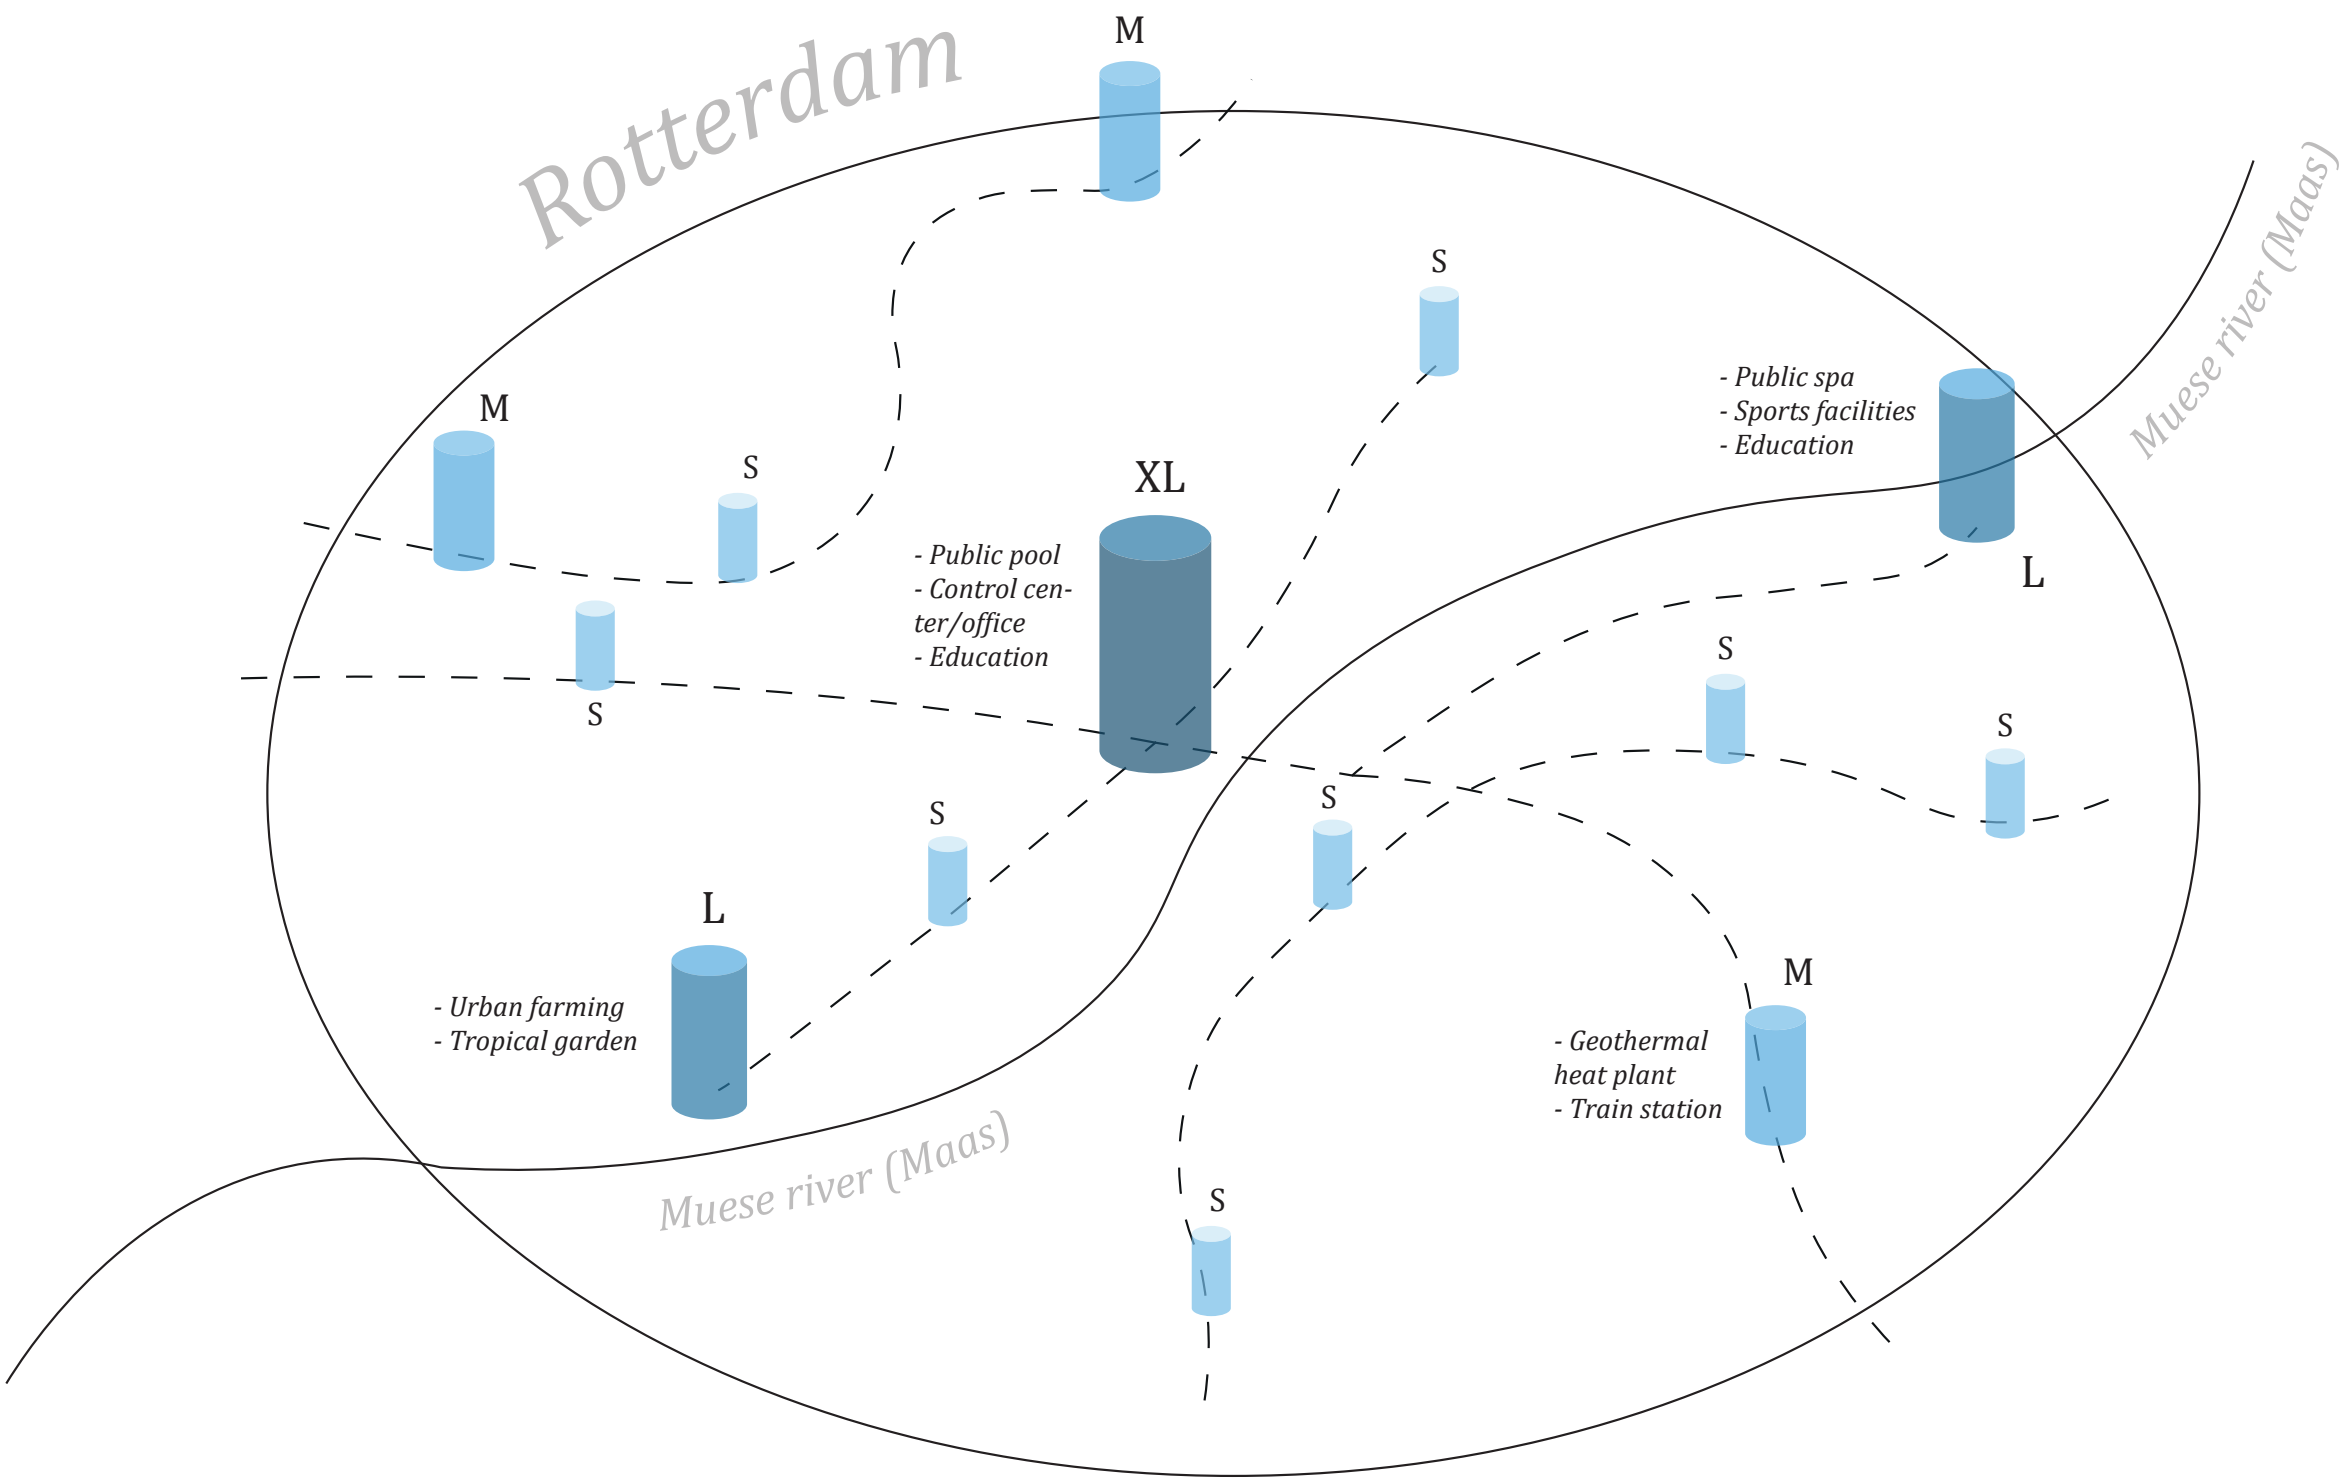 M
Rotterdam
Muese river (Maas)
S
- Public spa
- Sports facilities
- Education
M
S
XL
- Public pool
- Control cen-
ter/office
- Education
L
S
S
S
S
S
L
- Urban farming
- Tropical garden
M
- Geothermal
heat plant
- Train station
Muese river (Maas)
S